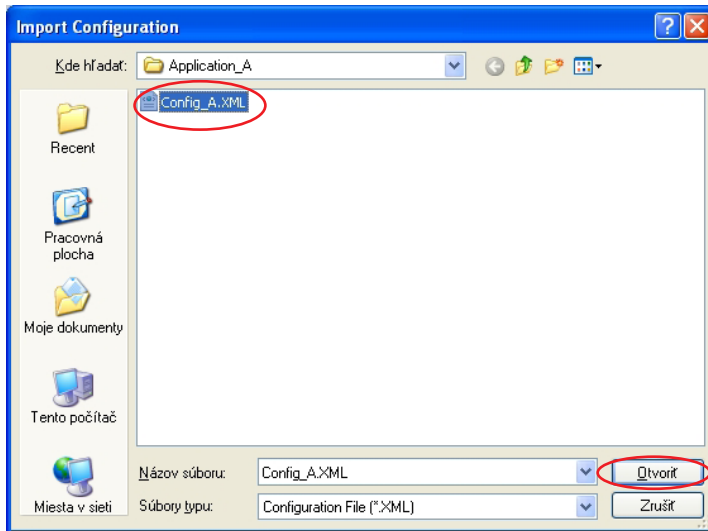 Import Configuration
Kde hľadať:
Application_A
Config_A.XML
Recent
Pracovná
plocha
Moje dokumenty
Tento počítač
Miesta v sieti
Názov súboru:
Config_A.XML
Otvoriť
Súbory typu:
Configuration File (*.XML)
Zrušiť